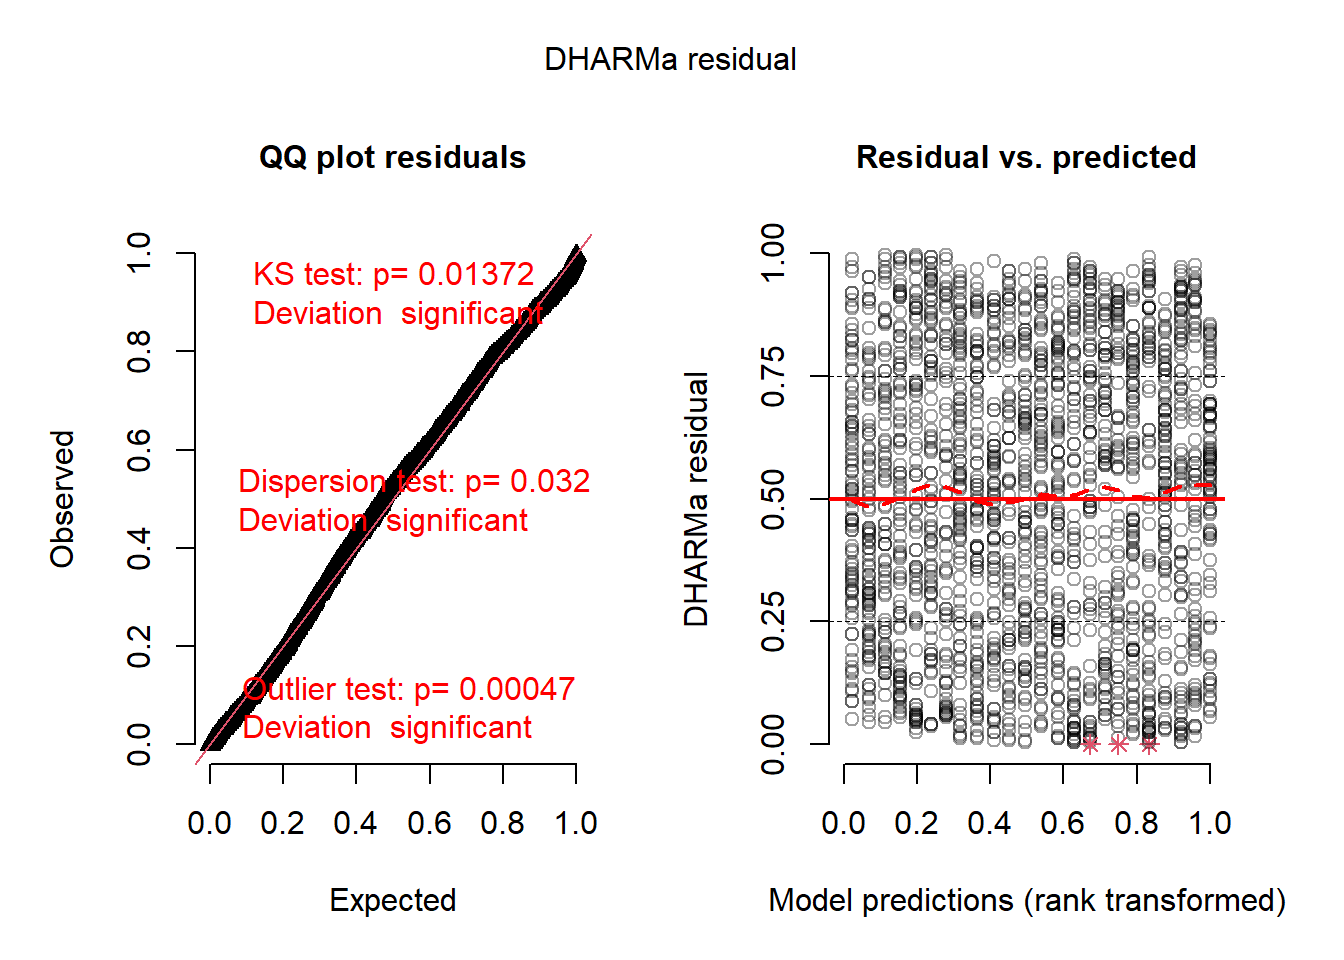 DHARMa residual
QQ plot residuals
KS test: p= 0.01372
Deviation  significant
Dispersion test: p= 0.032
Deviation  significant
Outlier test: p= 0.00047
Deviation  significant
Observed
1.0
0.8
0.6
0.4
0.2
0.0
0.0 0.2 0.4 0.6 0.8 1.0
Expected
Residual vs. predicted
DHARMa residual
1.00
0.75
0.50
0.25
0.00
0.0 0.2 0.4 0.6 0.8 1.0
Model predictions (rank transformed)